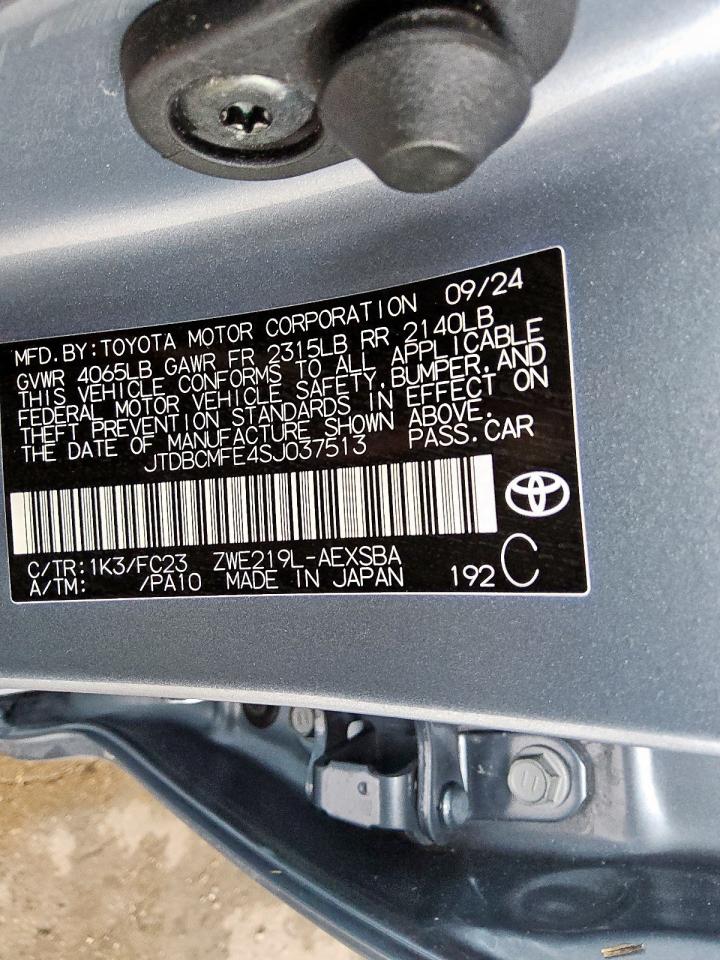 MFD. BY: TOYOTA MOTOR CORPORATION 09/24
GVWR 4065LB GAWR FR 2315LB RR 2140LB
THIS VEHICLE CONFORMS TO ALL APPLICABLE
FEDERAL MOTOR VEHICLE SAFETY, BUMPER, AND
THEFT PREVENTION STANDARDS IN EFFECT ON
THE DATE OF MANUFACTURE SHOWN ABOVE.
JTDBCMFE4SJ037513 PASS. CAR
C/TR: 1K3/FC23 ZWE219L-AEXSBA
A/TM: /PA10 MADE IN JAPAN 192 C